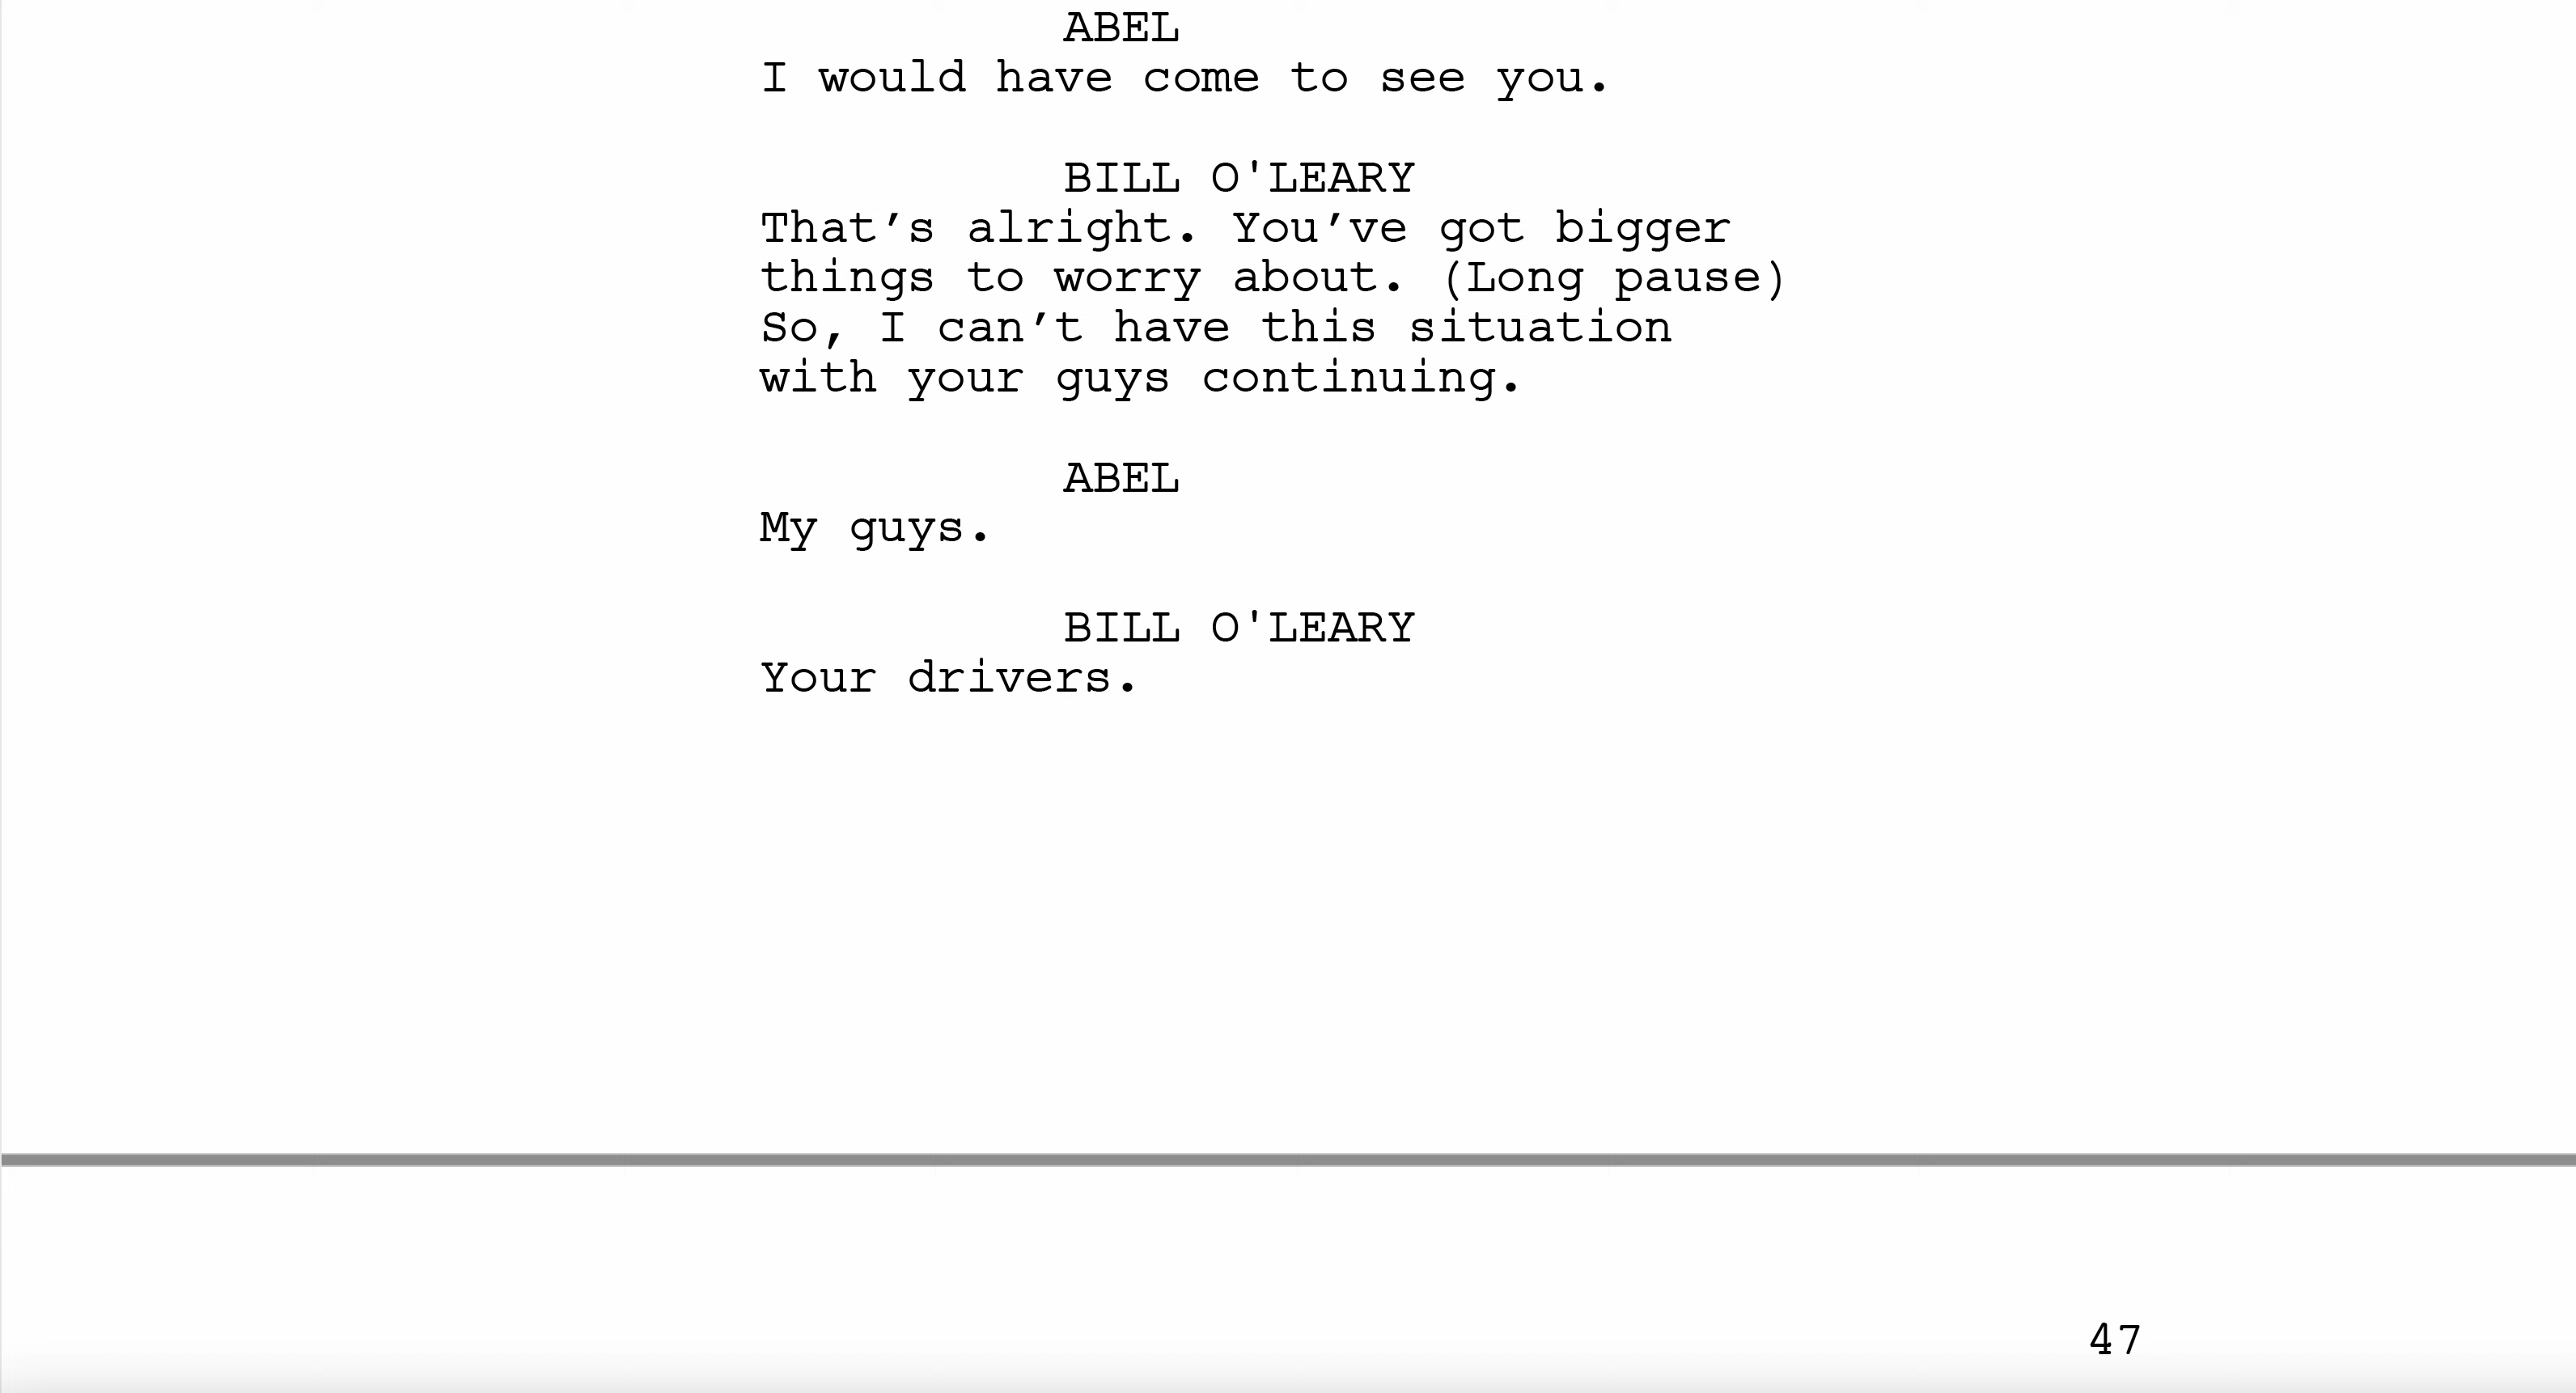 ABEL
I would have come to see you.
BILL O'LEARY
That’s alright. You’ve got bigger
things to worry about. (Long pause)
So, I can’t have this situation
with your guys continuing.
ABEL
My guys.
BILL O'LEARY
Your drivers.
47